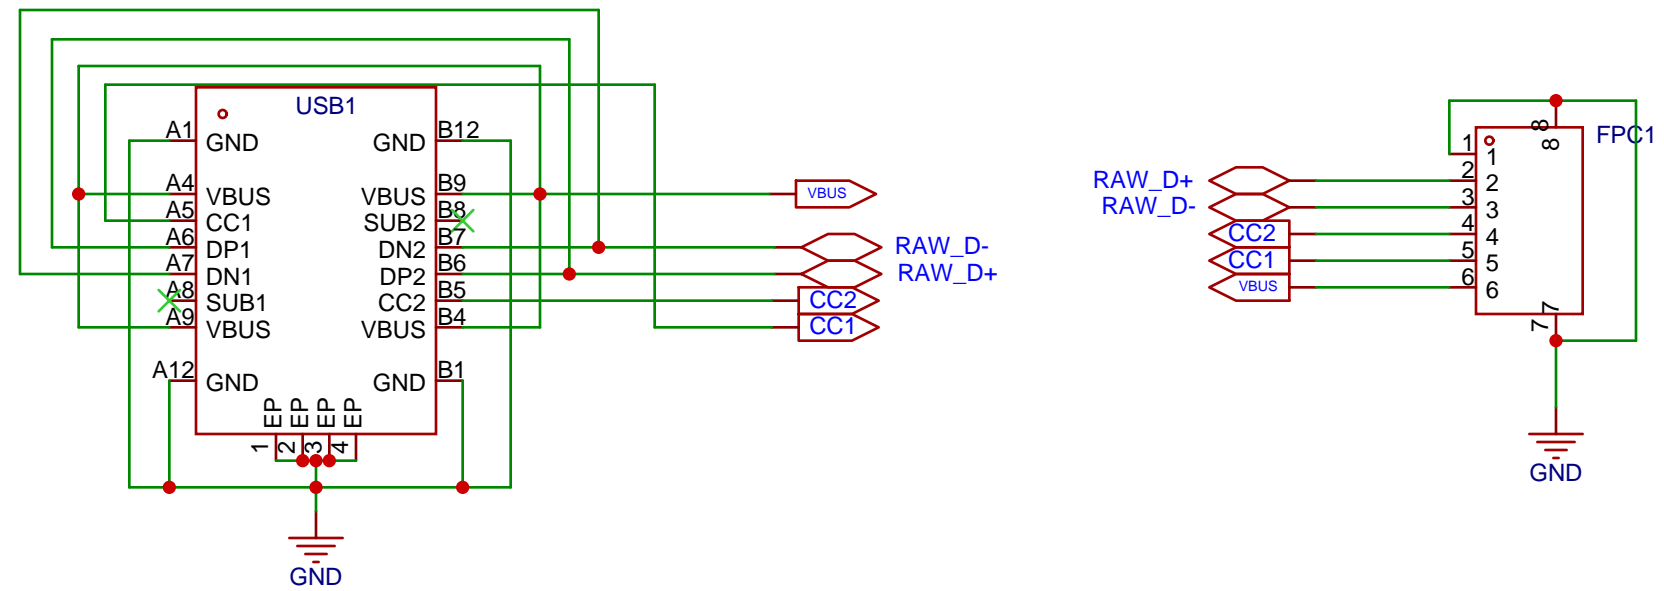 USB1
A1
GND
A4
VBUS
A5
CC1
A6
DP1
A7
DN1
A8
SUB1
A9
VBUS
A12
GND
B12
GND
B9
VBUS
B8
SUB2
B7
DN2
B6
DP2
B5
CC2
B4
VBUS
B1
GND
EP EP EP EP
1 2 3 4
GND
VBUS
RAW_D-
RAW_D+
CC2
CC1
FPC1
8
8
RAW_D+
RAW_D-
CC2
CC1
VBUS
1 1
2 2
3 3
4 4
5 5
6 6
7
7
GND